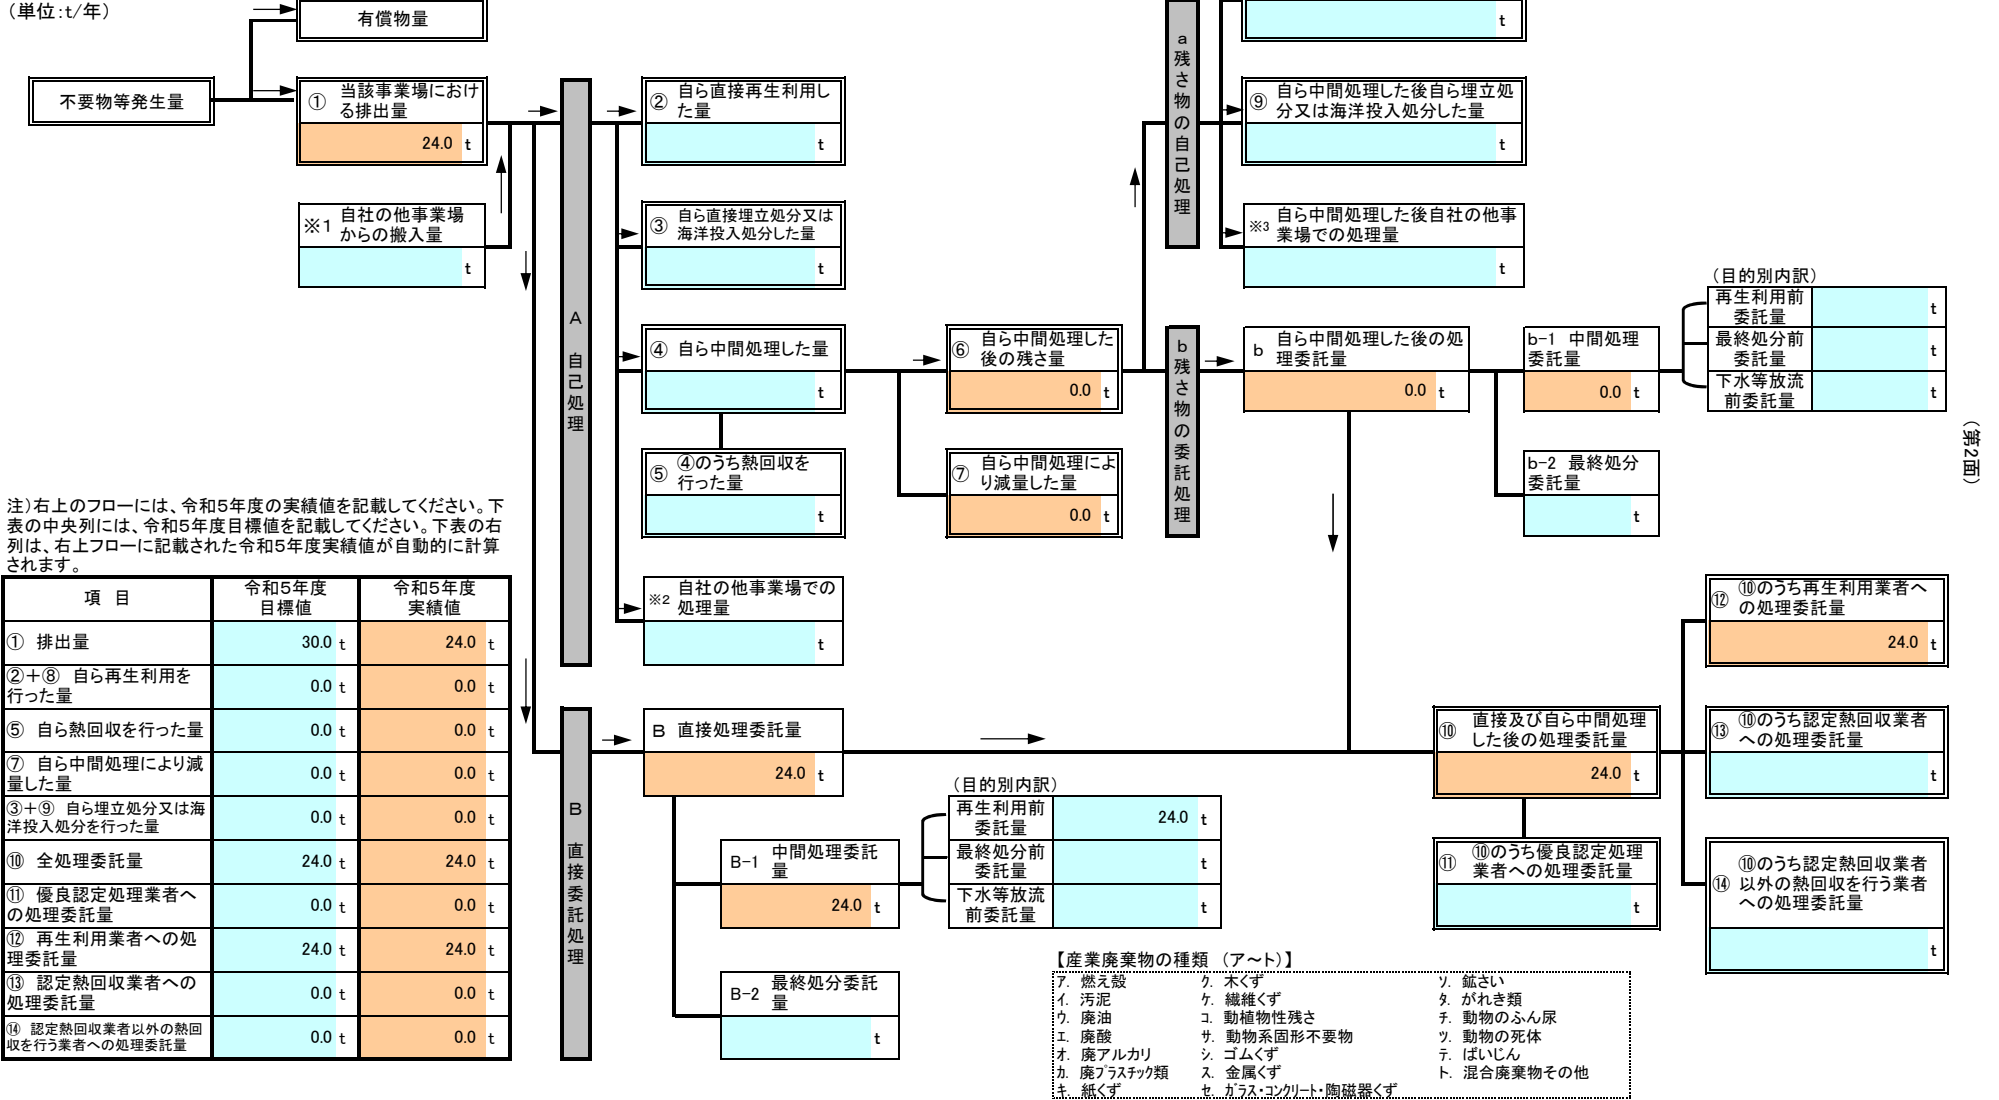 （単位：t/年）
有償物量
不要物等発生量
① 当該事業場におけ
る排出量
24.0 t
※1 自社の他事業場
からの搬入量
t
A 自己処理
② 自ら直接再生利用し
た量
t
③ 自ら直接埋立処分又は
海洋投入処分した量
t
④ 自ら中間処理した量
t
⑤ ④のうち熱回収を
行った量
t
※2 自社の他事業場での
処理量
t
⑥ 自ら中間処理した
後の残さ量
0.0 t
⑦ 自ら中間処理によ
り減量した量
0.0 t
a 残さ物の自己処理
t
⑨ 自ら中間処理した後自ら埋立処
分又は海洋投入処分した量
t
※3 自ら中間処理した後自社の他事
業場での処理量
t
b 残さ物の委託処理
b 自ら中間処理した後の処
理委託量
0.0 t
b-1 中間処理
委託量
0.0 t
（目的別内訳）
再生利用前
委託量 t
最終処分前
委託量 t
下水等放流
前委託量 t
b-2 最終処分
委託量
t
（第2面）
注）右上のフローには、令和5年度の実績値を記載してください。下
表の中央列には、令和5年度目標値を記載してください。下表の右
列は、右上フローに記載された令和5年度実績値が自動的に計算
されます。
項 目 令和5年度 目標値 令和5年度 実績値
① 排出量 30.0 t 24.0 t
②＋⑧ 自ら再生利用を
行った量 0.0 t 0.0 t
⑤ 自ら熱回収を行った量 0.0 t 0.0 t
⑦ 自ら中間処理により減
量した量 0.0 t 0.0 t
③＋⑨ 自ら埋立処分又は海
洋投入処分を行った量 0.0 t 0.0 t
⑩ 全処理委託量 24.0 t 24.0 t
⑪ 優良認定処理業者へ
の処理委託量 0.0 t 0.0 t
⑫ 再生利用業者への処
理委託量 24.0 t 24.0 t
⑬ 認定熱回収業者への
処理委託量 0.0 t 0.0 t
⑭ 認定熱回収業者以外の熱回
収を行う業者への処理委託量 0.0 t 0.0 t
B 直接委託処理
B 直接処理委託量
24.0 t
B-1 中間処理委託
量
24.0 t
（目的別内訳）
再生利用前
委託量 24.0 t
最終処分前
委託量 t
下水等放流
前委託量 t
B-2 最終処分委託
量
t
⑩ 直接及び自ら中間処理
した後の処理委託量
24.0 t
⑪ ⑩のうち優良認定処理
業者への処理委託量
t
⑫ ⑩のうち再生利用業者へ
の処理委託量
24.0 t
⑬ ⑩のうち認定熱回収業者
への処理委託量
t
⑭ ⑩のうち認定熱回収業者
以外の熱回収を行う業者
への処理委託量
t
【産業廃棄物の種類 （ア～ト）】
ア. 燃え殻 ク. 木くず ソ. 鉱さい
イ. 汚泥 ケ. 繊維くず タ. がれき類
ウ. 廃油 コ. 動植物性残さ チ. 動物のふん尿
エ. 廃酸 サ. 動物系固形不要物 ツ. 動物の死体
オ. 廃アルカリ シ. ゴムくず テ. ばいじん
カ. 廃プラスチック類 ス. 金属くず ト. 混合廃棄物その他
キ. 紙くず セ. ガラス・コンクリート・陶磁器くず